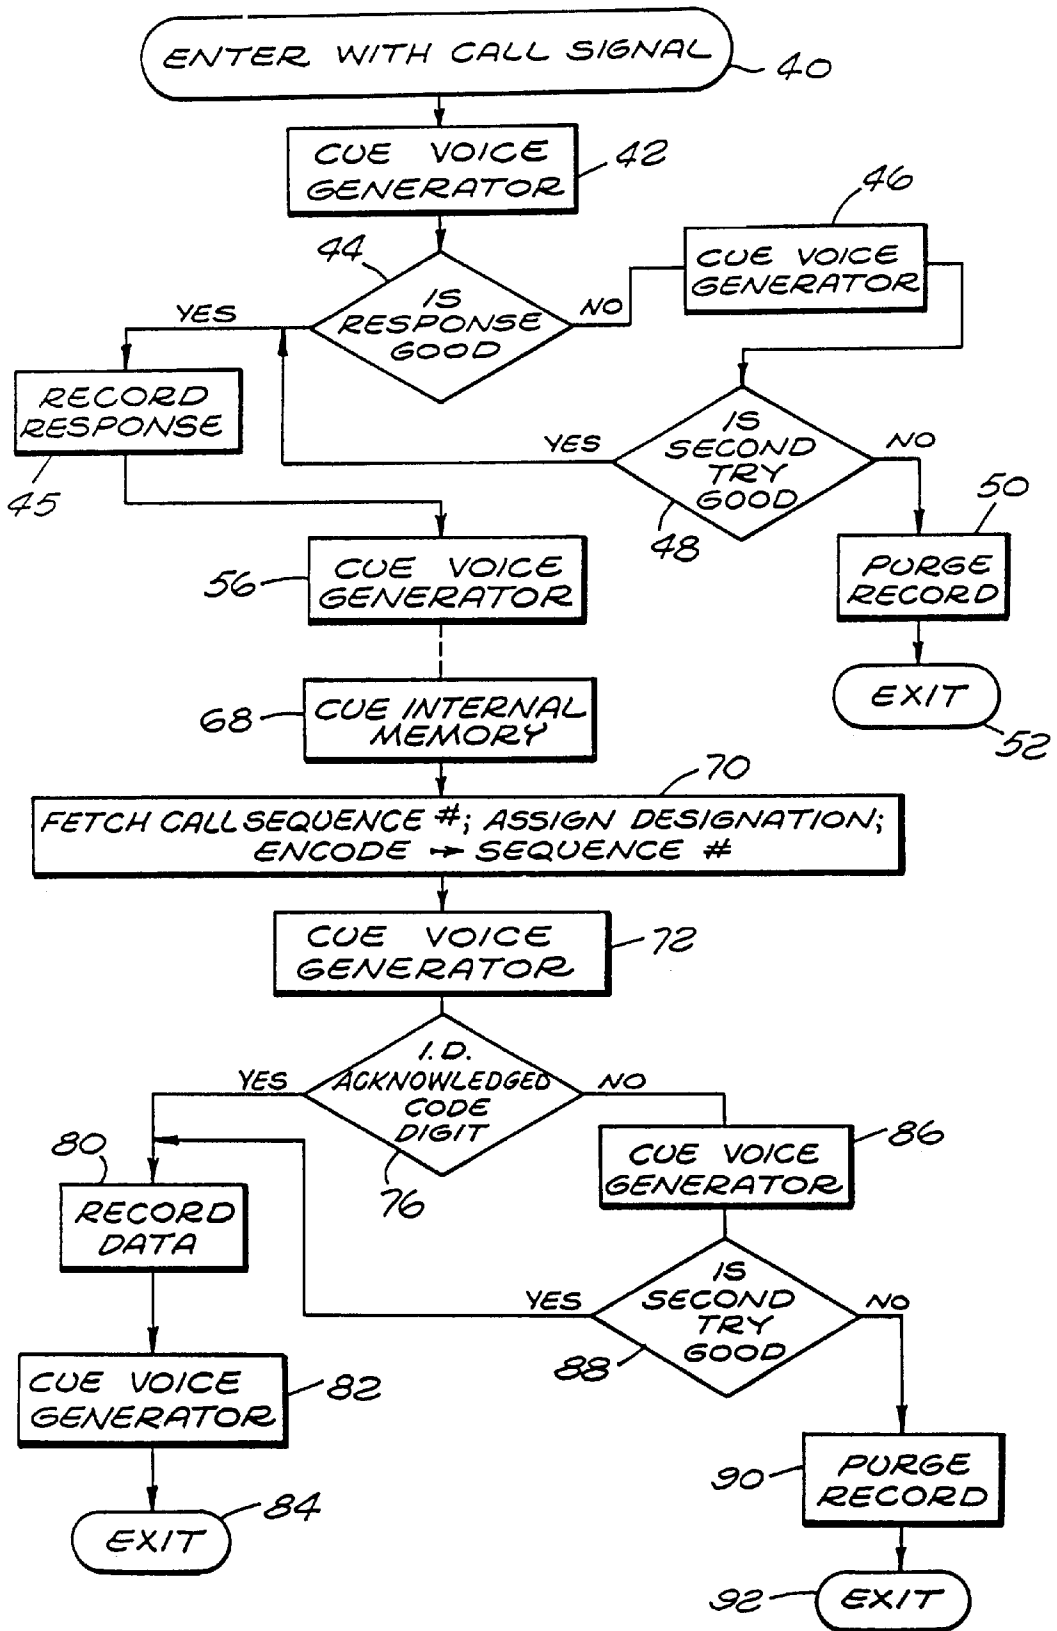 ENTER WITH CALL SIGNAL
40
CUE VOICE
GENERATOR
42
46
CUE VOICE
GENERATOR
44
IS
RESPONSE
GOOD
YES
NO
RECORD
RESPONSE
45
IS
SECOND
TRY
GOOD
YES
NO
48
50
PURGE
RECORD
EXIT
52
56
CUE VOICE
GENERATOR
68
CUE INTERNAL
MEMORY
70
FETCH CALL SEQUENCE #; ASSIGN DESIGNATION;
ENCODE → SEQUENCE #
CUE VOICE
GENERATOR
72
I.D.
ACKNOWLEDGED
CODE
DIGIT
YES
NO
76
80
RECORD
DATA
CUE VOICE
GENERATOR
86
IS
SECOND
TRY
GOOD
YES
NO
88
CUE VOICE
GENERATOR
82
EXIT
84
90
PURGE
RECORD
92
EXIT